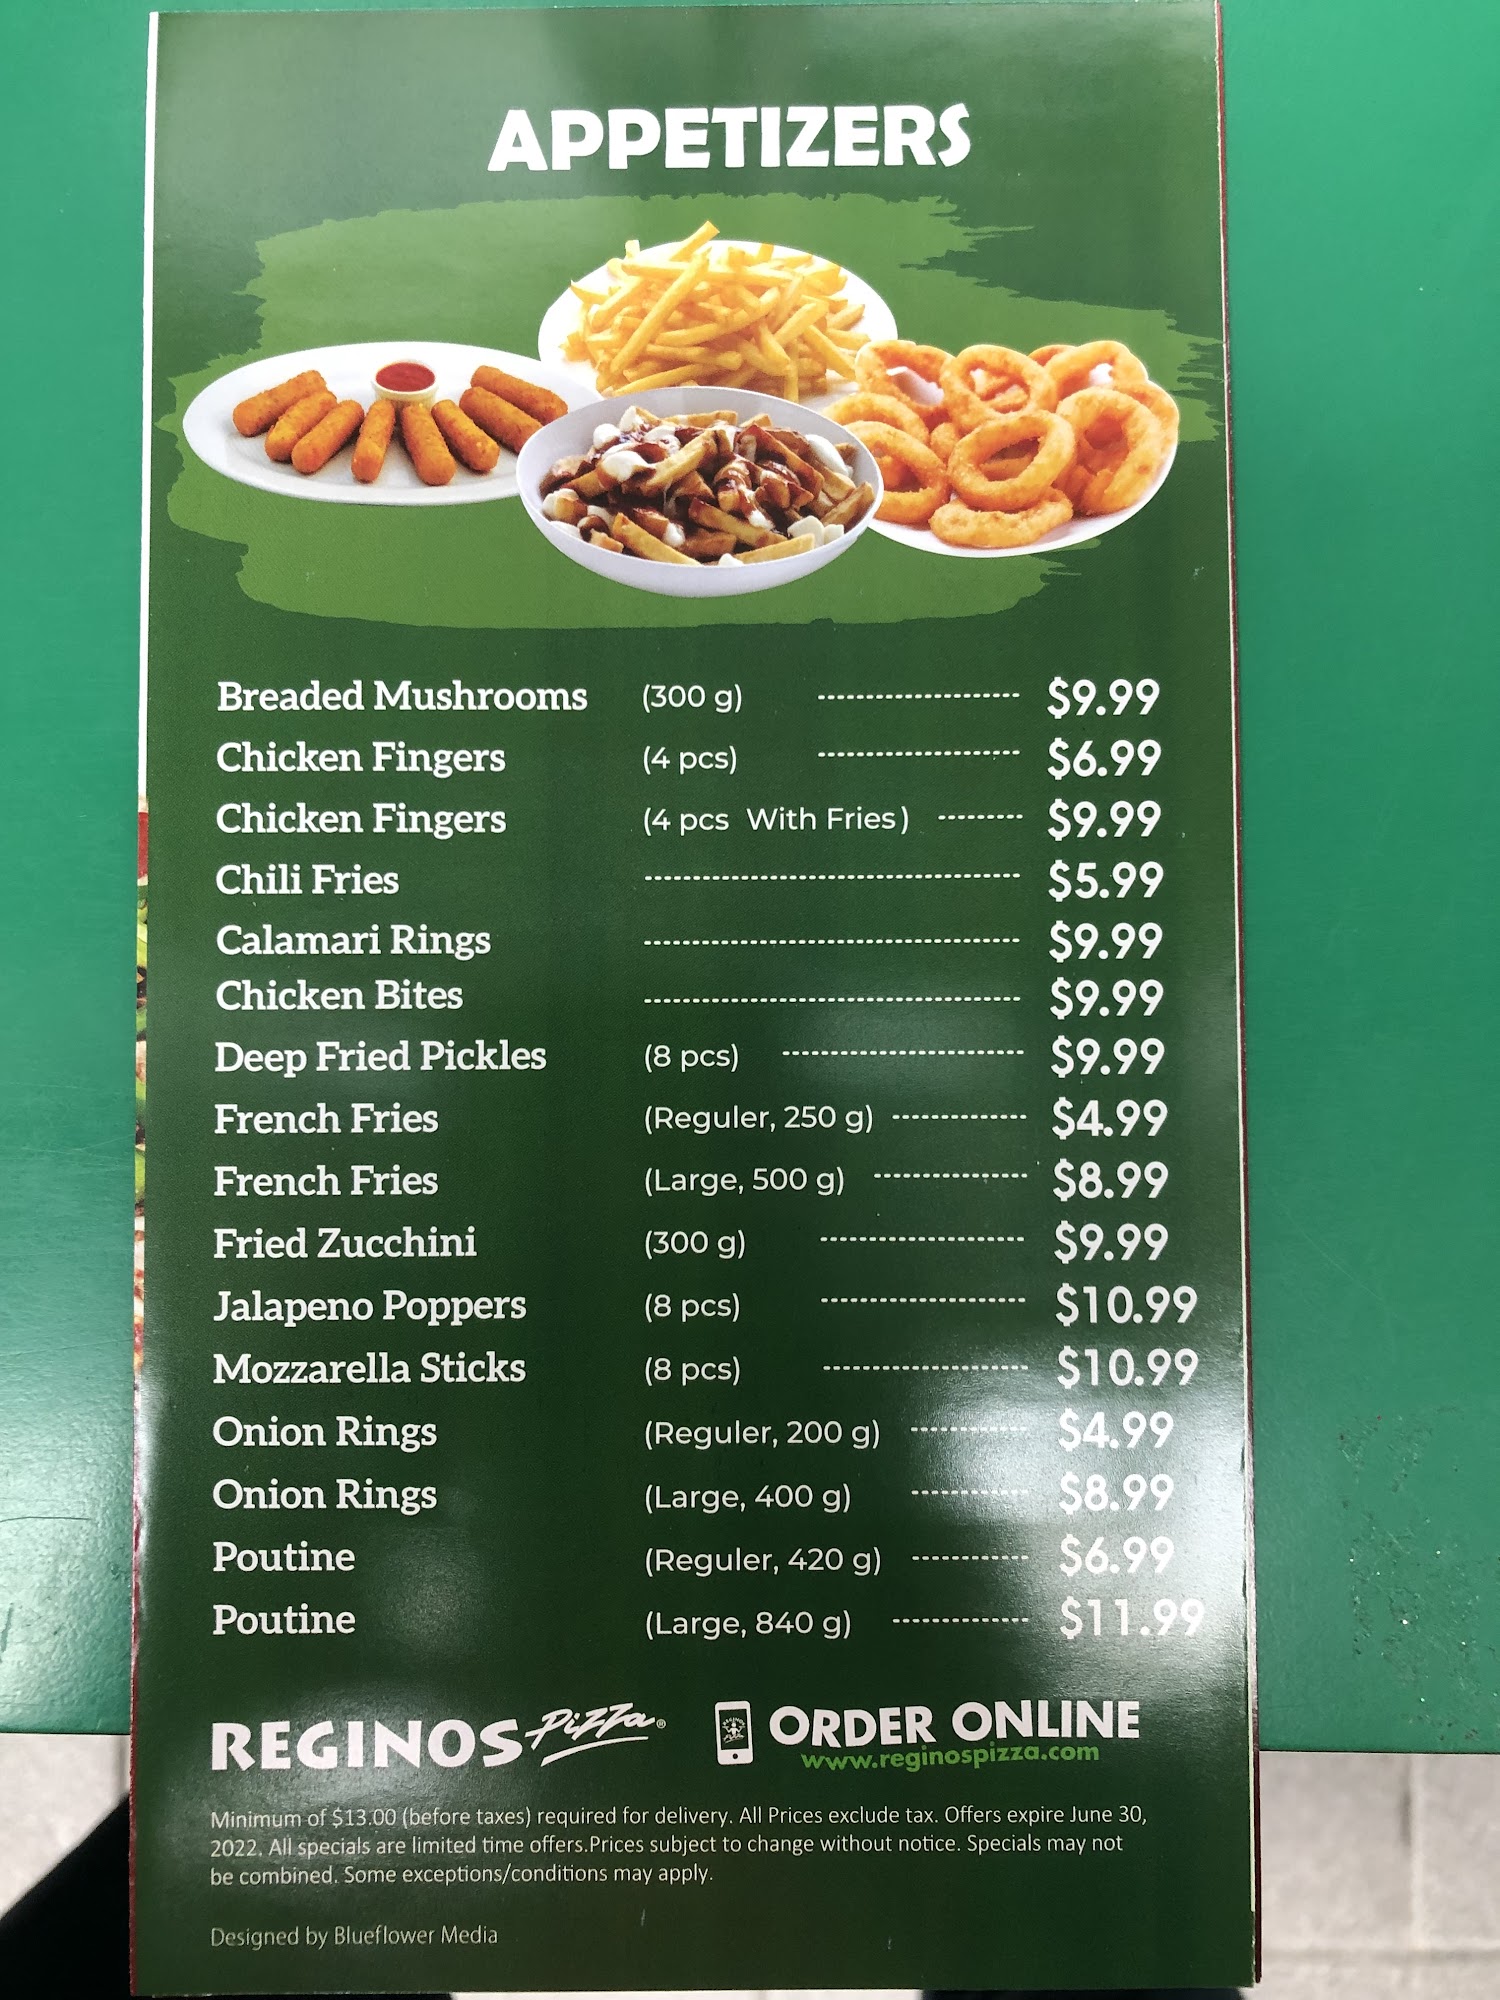 APPETIZERS
Breaded Mushrooms (300 g) $9.99
Chicken Fingers (4 pcs) $6.99
Chicken Fingers (4 pcs With Fries) $9.99
Chili Fries $5.99
Calamari Rings $9.99
Chicken Bites $9.99
Deep Fried Pickles (8 pcs) $9.99
French Fries (Reguler, 250 g) $4.99
French Fries (Large, 500 g) $8.99
Fried Zucchini (300 g) $9.99
Jalapeno Poppers (8 pcs) $10.99
Mozzarella Sticks (8 pcs) $10.99
Onion Rings (Reguler, 200 g) $4.99
Onion Rings (Large, 400 g) $8.99
Poutine (Reguler, 420 g) $6.99
Poutine (Large, 840 g) $11.99
REGINOS Pizza®
ORDER ONLINE
www.reginospizza.com
Minimum of $13.00 (before taxes) required for delivery. All Prices exclude tax. Offers expire June 30,
2022. All specials are limited time offers.Prices subject to change without notice. Specials may not
be combined. Some exceptions/conditions may apply.
Designed by Blueflower Media